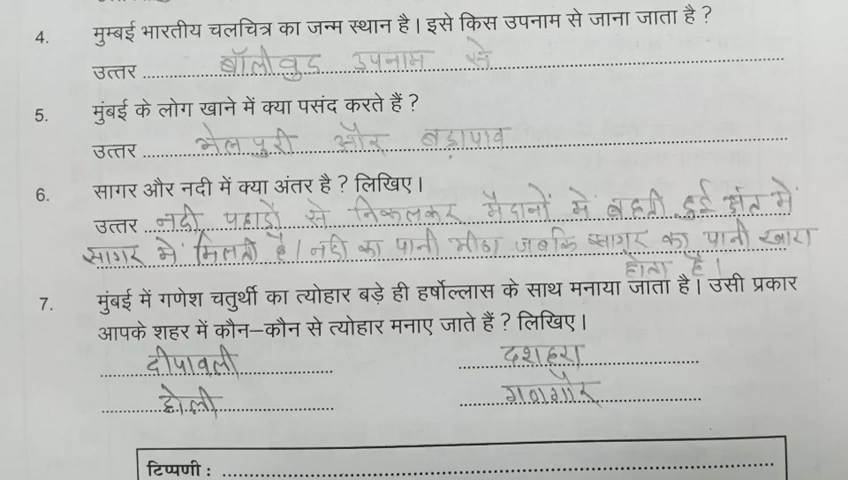 4. मुम्बई भारतीय चलचित्र का जन्म स्थान है। इसे किस उपनाम से जाना जाता है ?
उत्तर बॉलीवुड उपनाम से
5. मुंबई के लोग खाने में क्या पसंद करते हैं ?
उत्तर भेलपुरी और बड़ापाव
6. सागर और नदी में क्या अंतर है ? लिखिए।
उत्तर नदी पहाड़ों से निकलकर मैदानों में बहती हुई अंत में
सागर में मिलती है। नदी का पानी मीठा जबकि सागर का पानी खारा
होता है।
7. मुंबई में गणेश चतुर्थी का त्योहार बड़े ही हर्षोल्लास के साथ मनाया जाता है। उसी प्रकार
आपके शहर में कौन–कौन से त्योहार मनाए जाते हैं ? लिखिए।
दीपावली दशहरा
होली गणगौर
टिप्पणी :